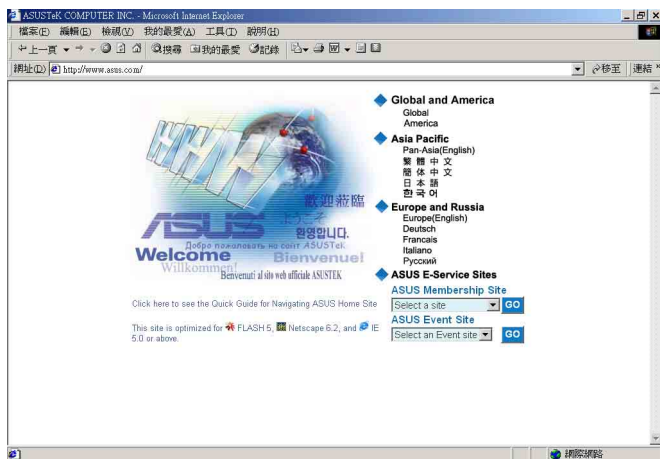 ASUSTeK COMPUTER INC. - Microsoft Internet Explorer
檔案(F) 編輯(E) 檢視(V) 我的最愛(A) 工具(T) 說明(H)
上一頁 搜尋 我的最愛 記錄
網址(D) http://www.asus.com/ 移至 連結 »
WWW
歡迎蒞臨
ようこそ
ASUS 환영합니다.
Добро пожаловать на сайт ASUSTeK
Welcome Bienvenue!
Willkommen!
Benvenuti al sito web ufficiale ASUSTEK
Click here to see the Quick Guide for Navigating ASUS Home Site
This site is optimized for FLASH 5, Netscape 6.2, and IE
5.0 or above.
Global and America
Global
America
Asia Pacific
Pan-Asia(English)
繁 體 中 文
簡 体 中 文
日 本 語
한 국 어
Europe and Russia
Europe(English)
Deutsch
Francais
Italiano
Русский
ASUS E-Service Sites
ASUS Membership Site
Select a site GO
ASUS Event Site
Select an Event site GO
網際網路